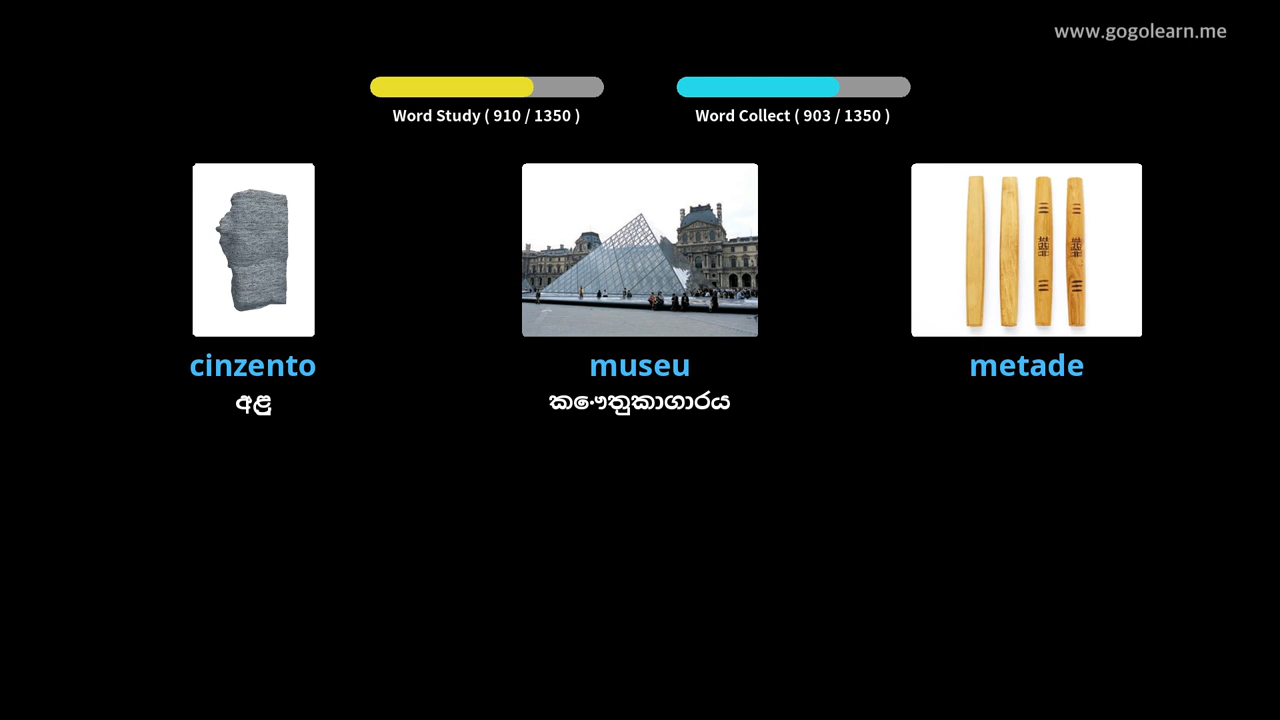 www.gogolearn.me
Word Study ( 910 / 1350 )
Word Collect ( 903 / 1350 )
cinzento
museu
metade
අළු
කෞතුකාගාරය